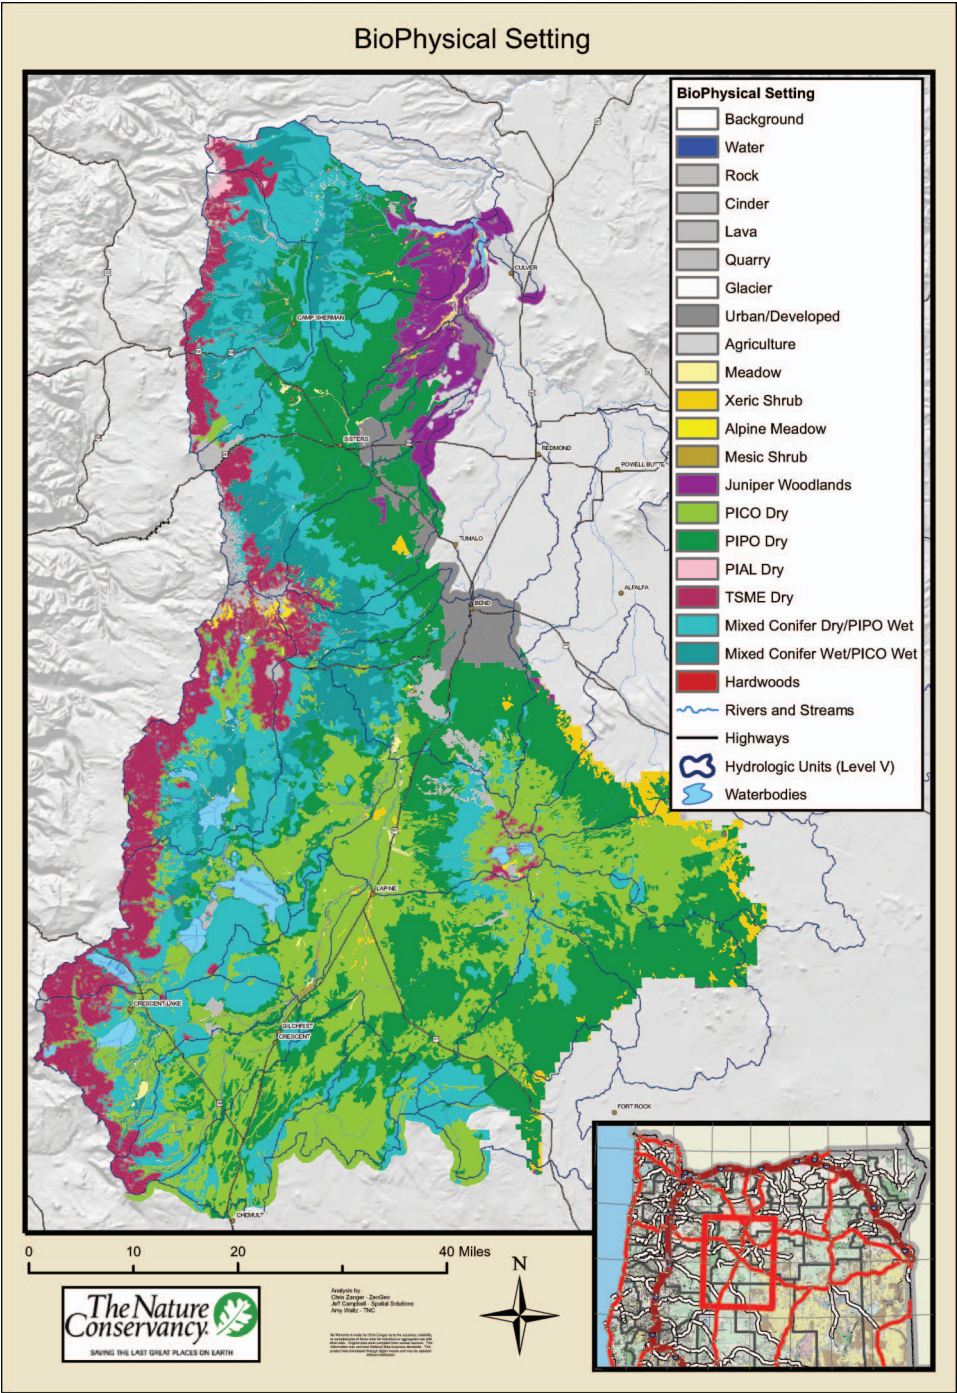 BioPhysical Setting
BioPhysical Setting
Background
Water
Rock
Cinder
Lava
Quarry
Glacier
Urban/Developed
Agriculture
Meadow
Xeric Shrub
Alpine Meadow
Mesic Shrub
Juniper Woodlands
PICO Dry
PIPO Dry
PIAL Dry
TSME Dry
Mixed Conifer Dry/PIPO Wet
Mixed Conifer Wet/PICO Wet
Hardwoods
Rivers and Streams
Highways
Hydrologic Units (Level V)
Waterbodies
CULVER
CAMP SHERMAN
SISTERS
REDMOND
POWELL BUTTE
TUMALO
ALFALFA
BEND
LAPINE
CRESCENT LAKE
GILCHRIST
CRESCENT
FORT ROCK
CHEMULT
0 10 20 40 Miles
N
The Nature
Conservancy
SAVING THE LAST GREAT PLACES ON EARTH
Analysis by
Chris Zanger - ZeoGeo
Jeff Campbell - Spatial Solutions
Amy Waltz - TNC